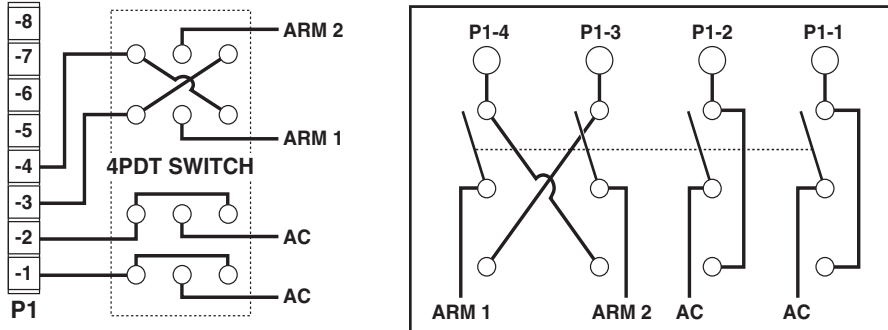 -8
-7
-6
-5
-4
-3
-2
-1
P1
ARM 2
ARM 1
4PDT SWITCH
AC
AC
P1-4 P1-3 P1-2 P1-1
ARM 1 ARM 2 AC AC